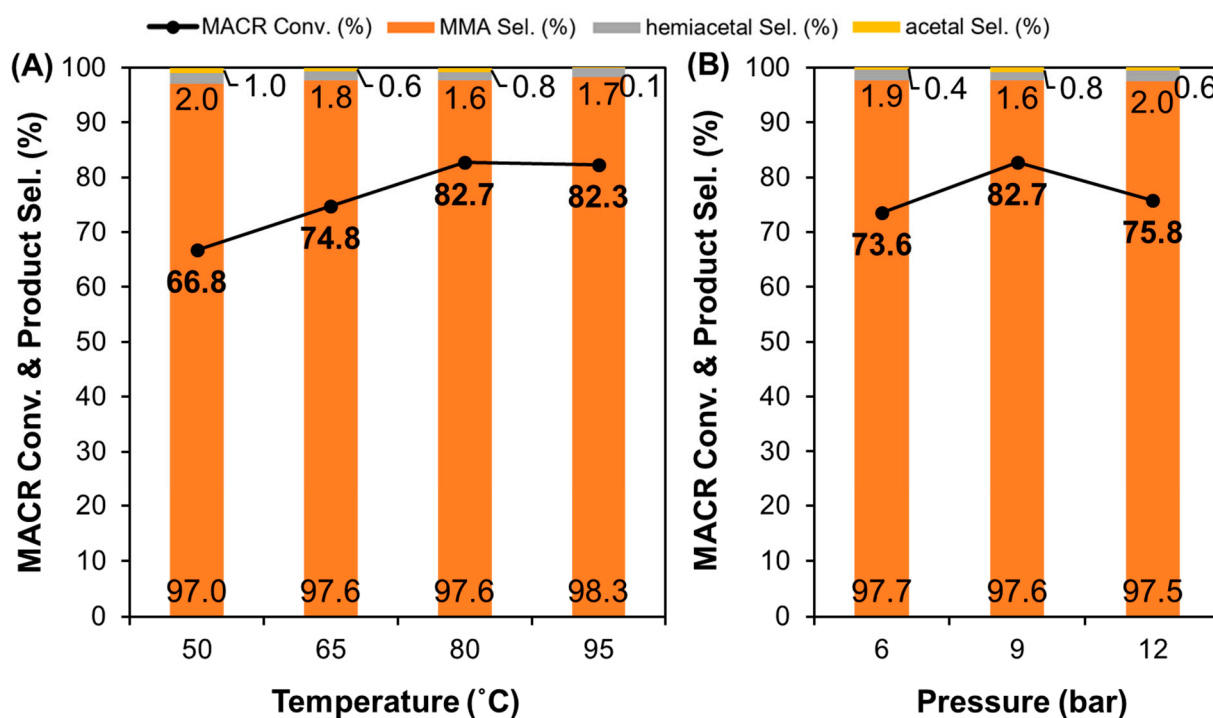 MACR Conv. (%) MMA Sel. (%) hemiacetal Sel. (%) acetal Sel. (%)
(A)
MACR Conv. & Product Sel. (%)
100
90
80
70
60
50
40
30
20
10
0
2.0 1.0 1.8 0.6 1.6 0.8 1.7 0.1
66.8 74.8 82.7 82.3
97.0 97.6 97.6 98.3
50 65 80 95
Temperature (˚C)
(B)
MACR Conv. & Product Sel. (%)
100
90
80
70
60
50
40
30
20
10
0
1.9 0.4 1.6 0.8 2.0 0.6
73.6 82.7 75.8
97.7 97.6 97.5
6 9 12
Pressure (bar)